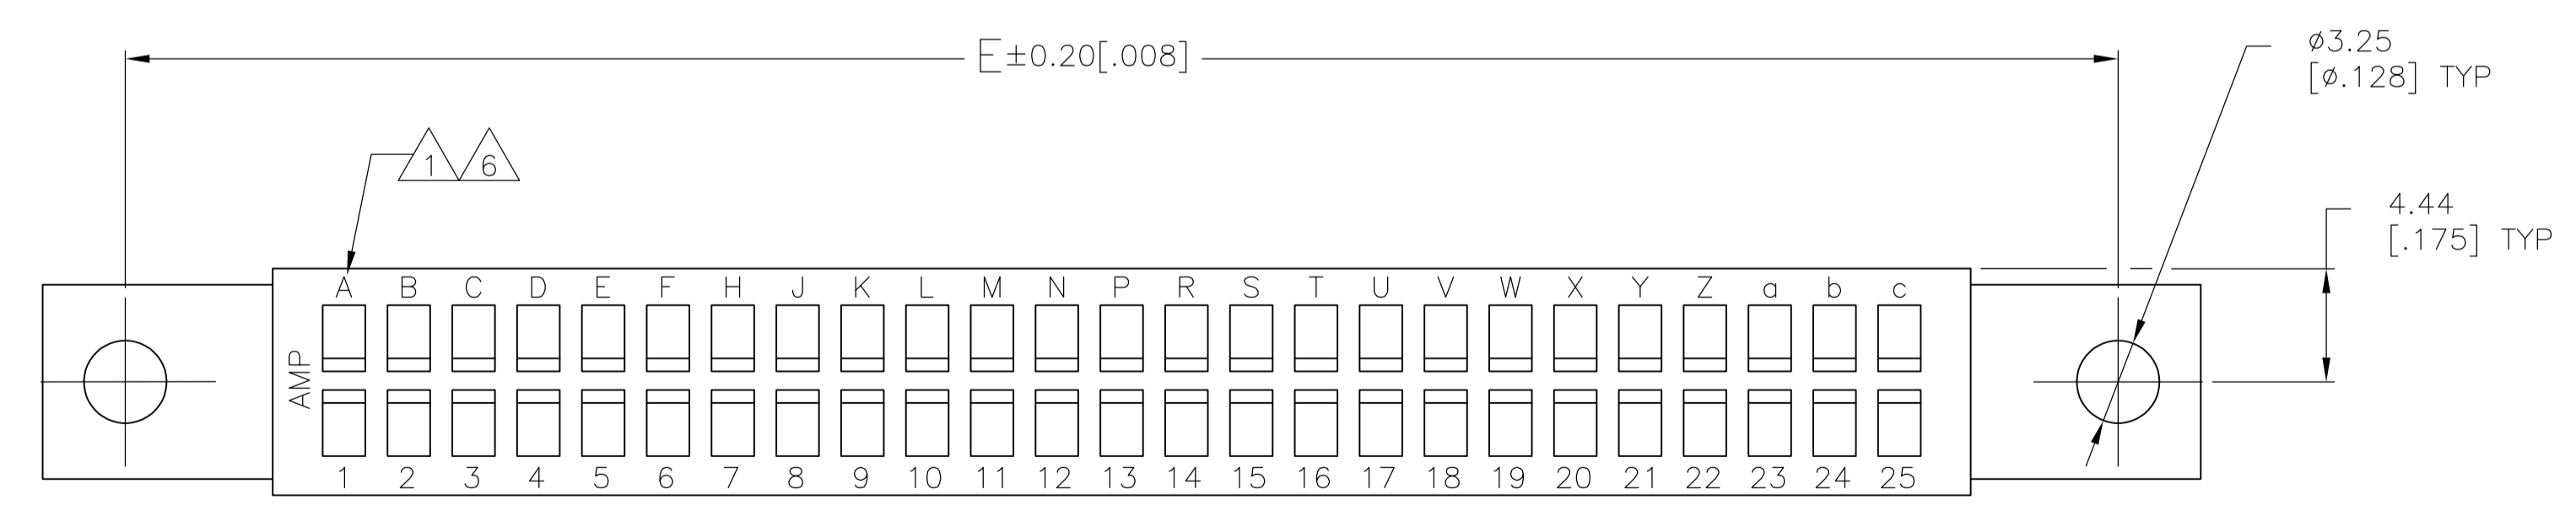 E±0.20[.008]
ø3.25
[ø.128] TYP
1 6
4.44
[.175] TYP
A B C D E F H J K L M N P R S T U V W X Y Z a b c
AMP
1 2 3 4 5 6 7 8 9 10 11 12 13 14 15 16 17 18 19 20 21 22 23 24 25